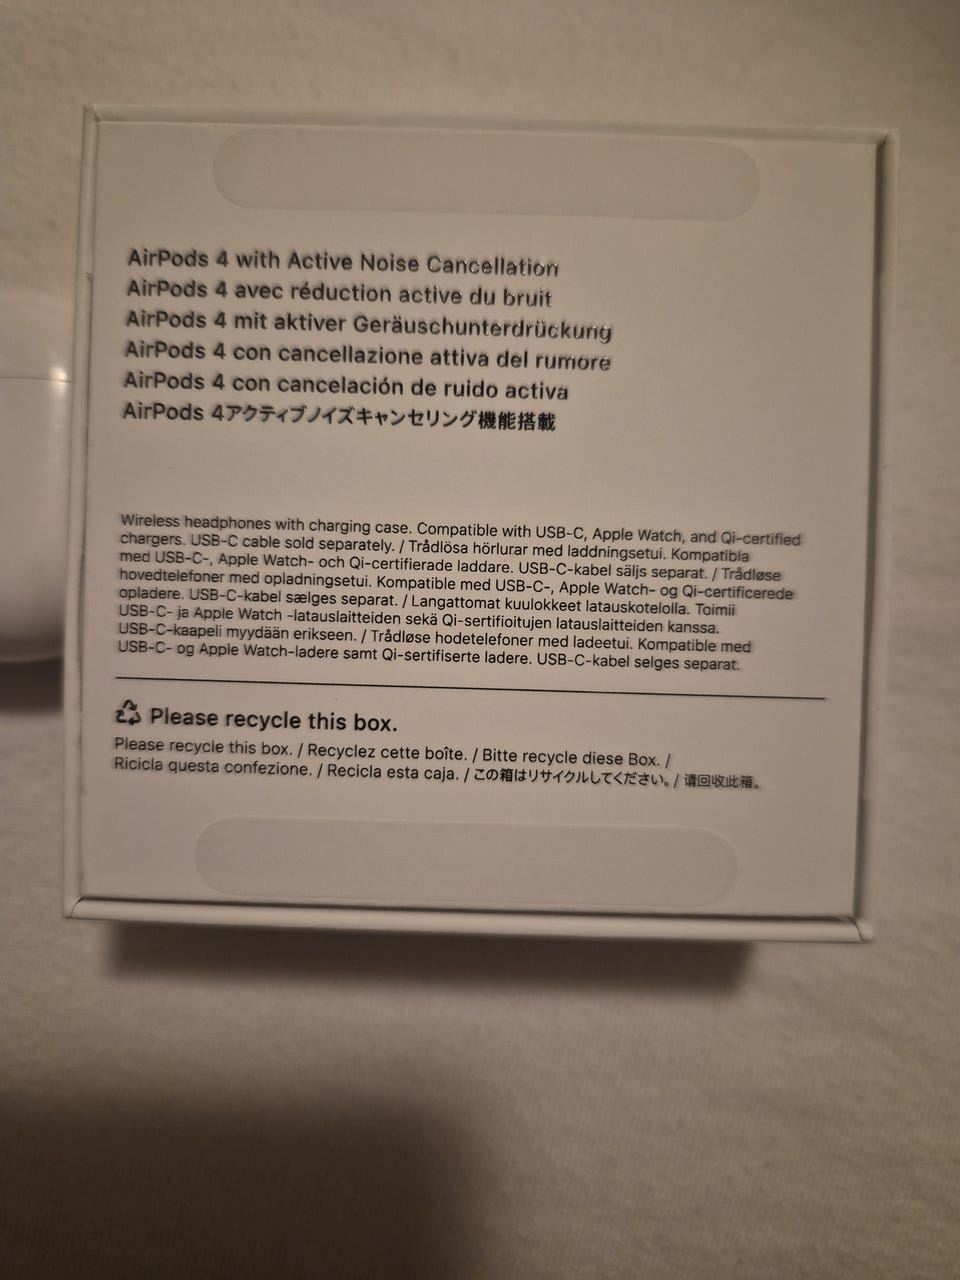 AirPods 4 with Active Noise Cancellation
AirPods 4 avec réduction active du bruit
AirPods 4 mit aktiver Geräuschunterdrückung
AirPods 4 con cancellazione attiva del rumore
AirPods 4 con cancelación de ruido activa
AirPods 4アクティブノイズキャンセリング機能搭載
Wireless headphones with charging case. Compatible with USB-C, Apple Watch, and Qi-certified
chargers. USB-C cable sold separately. / Trådlösa hörlurar med laddningsetui. Kompatibla
med USB-C-, Apple Watch- och Qi-certifierade laddare. USB-C-kabel säljs separat. / Trådløse
hovedtelefoner med opladningsetui. Kompatible med USB-C-, Apple Watch- og Qi-certificerede
opladere. USB-C-kabel sælges separat. / Langattomat kuulokkeet latauskotelolla. Toimii
USB-C- ja Apple Watch -latauslaitteiden sekä Qi-sertifioitujen latauslaitteiden kanssa.
USB-C-kaapeli myydään erikseen. / Trådløse hodetelefoner med ladeetui. Kompatible med
USB-C- og Apple Watch-ladere samt Qi-sertifiserte ladere. USB-C-kabel selges separat.
Please recycle this box.
Please recycle this box. / Recyclez cette boîte. / Bitte recycle diese Box. /
Ricicla questa confezione. / Recicla esta caja. / この箱はリサイクルしてください。/ 请回收此箱。